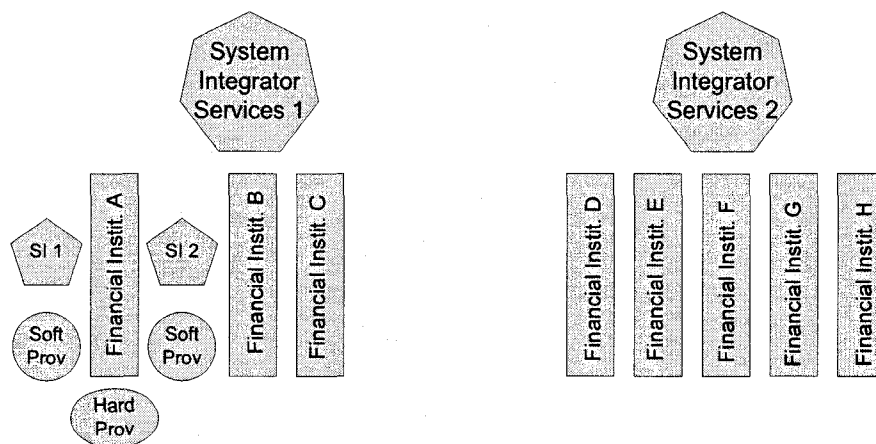 System
Integrator
Services 1
System
Integrator
Services 2
SI 1
Financial Instit. A
SI 2
Financial Instit. B
Financial Instit. C
Financial Instit. D
Financial Instit. E
Financial Instit. F
Financial Instit. G
Financial Instit. H
Soft
Prov
Soft
Prov
Hard
Prov